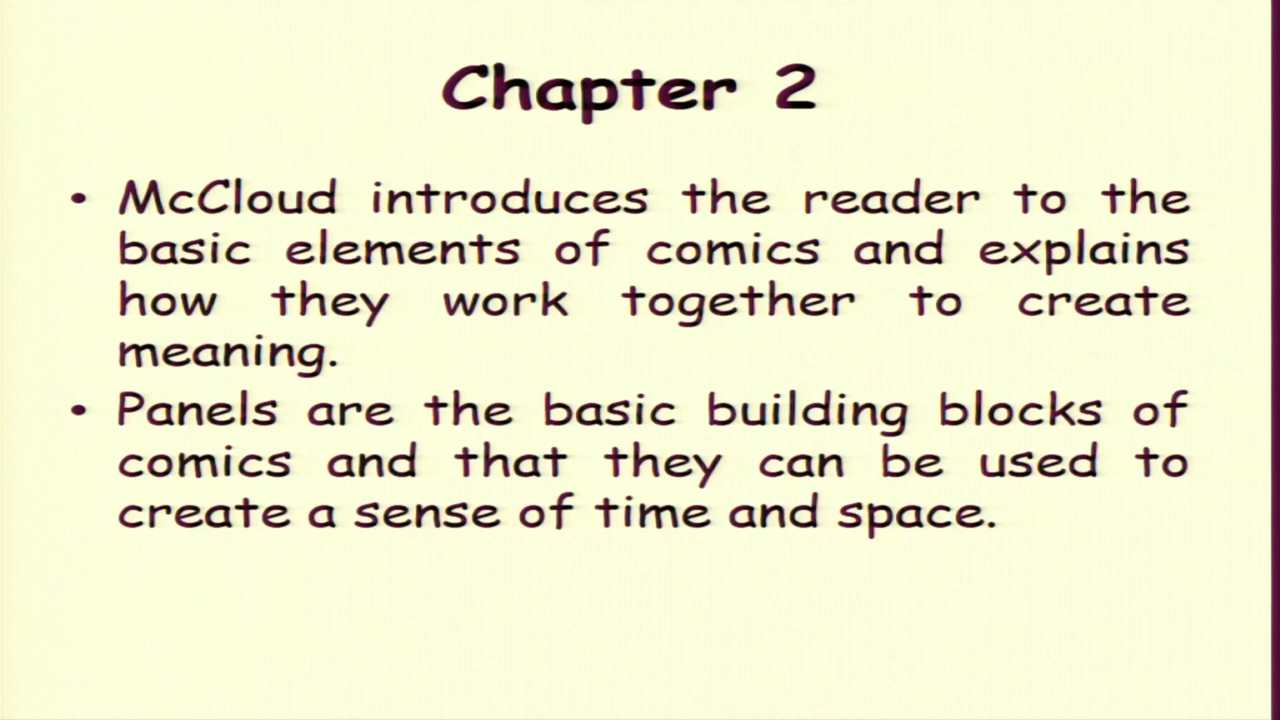 Chapter 2
• McCloud introduces the reader to the
basic elements of comics and explains
how they work together to create
meaning.
• Panels are the basic building blocks of
comics and that they can be used to
create a sense of time and space.